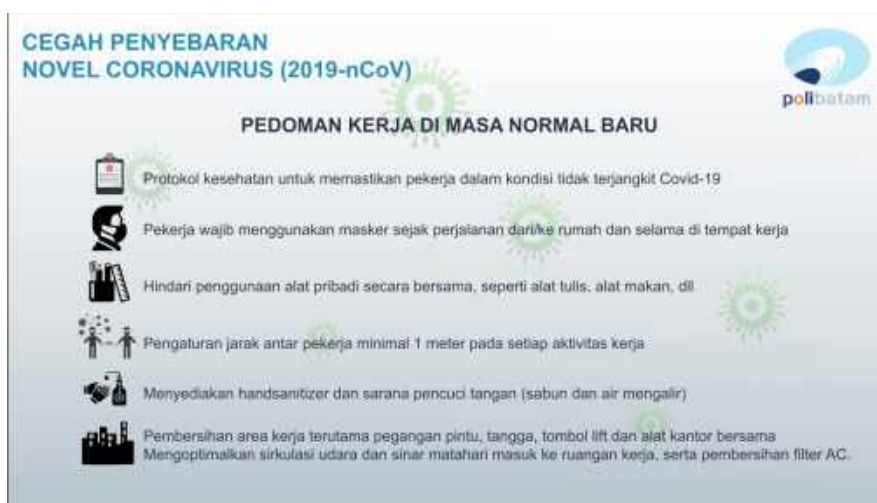 CEGAH PENYEBARAN
NOVEL CORONAVIRUS (2019-nCoV)
polibatam
PEDOMAN KERJA DI MASA NORMAL BARU
Protokol kesehatan untuk memastikan pekerja dalam kondisi tidak terjangkit Covid-19
Pekerja wajib menggunakan masker sejak perjalanan dari/ke rumah dan selama di tempat kerja
Hindari penggunaan alat pribadi secara bersama, seperti alat tulis, alat makan, dll
Pengaturan jarak antar pekerja minimal 1 meter pada setiap aktivitas kerja
Menyediakan handsanitizer dan sarana pencuci tangan (sabun dan air mengalir)
Pembersihan area kerja terutama pegangan pintu, tangga, tombol lift dan alat kantor bersama
Mengoptimalkan sirkulasi udara dan sinar matahari masuk ke ruangan kerja, serta pembersihan filter AC.